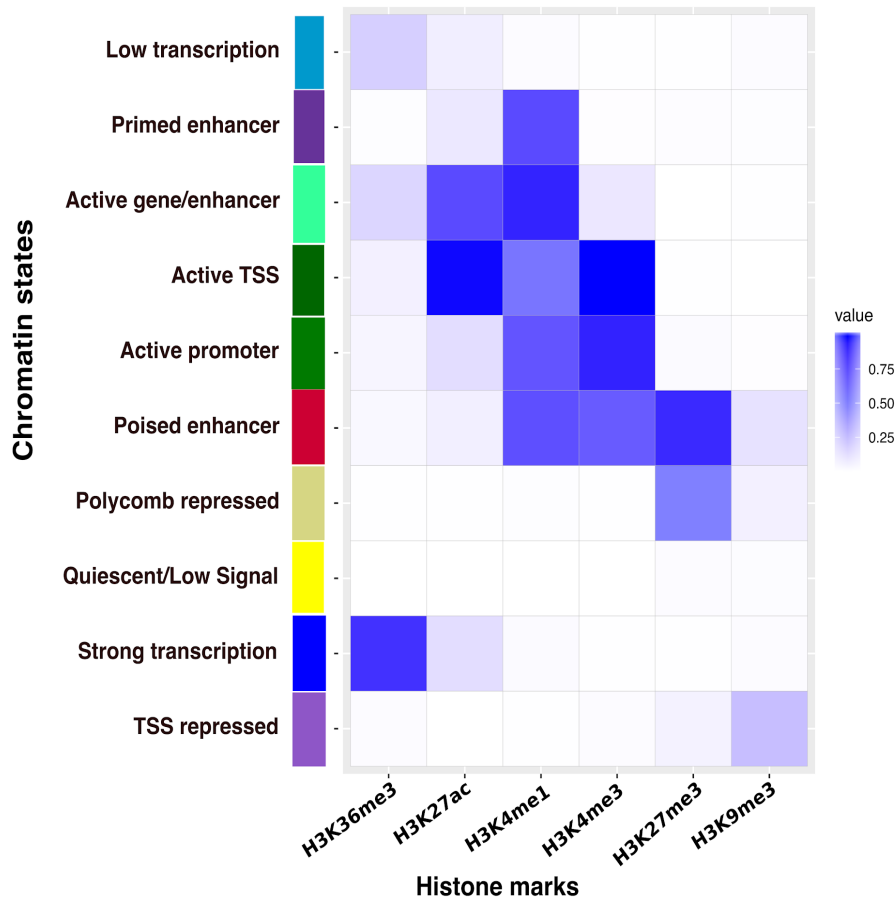 Chromatin states
Low transcription
Primed enhancer
Active gene/enhancer
Active TSS
Active promoter
Poised enhancer
Polycomb repressed
Quiescent/Low Signal
Strong transcription
TSS repressed
H3K36me3
H3K27ac
H3K4me1
H3K4me3
H3K27me3
H3K9me3
Histone marks
value
0.75
0.50
0.25